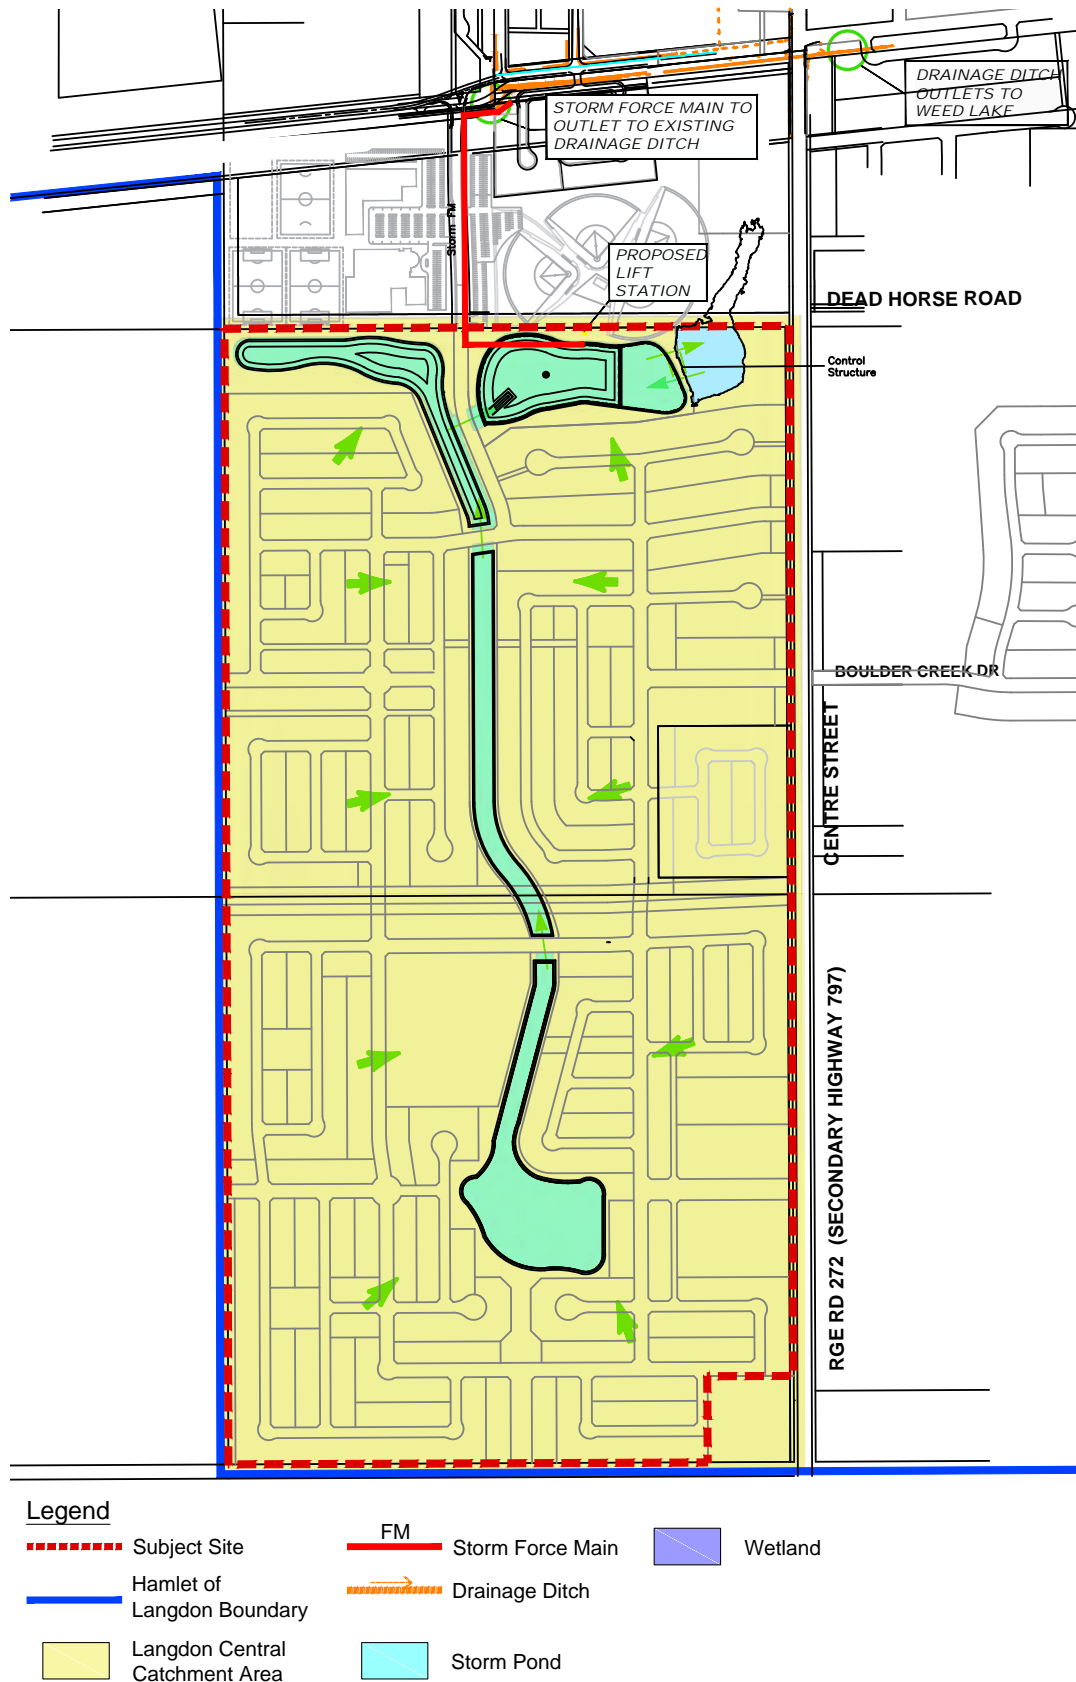 DRAINAGE DITCH
OUTLETS TO
WEED LAKE
STORM FORCE MAIN TO
OUTLET TO EXISTING
DRAINAGE DITCH
Storm FM
PROPOSED
LIFT
STATION
DEAD HORSE ROAD
Control
Structure
BOULDER CREEK DR
CENTRE STREET
RGE RD 272 (SECONDARY HIGHWAY 797)
Legend
Subject Site
Hamlet of
Langdon Boundary
Langdon Central
Catchment Area
FM
Storm Force Main
Drainage Ditch
Storm Pond
Wetland